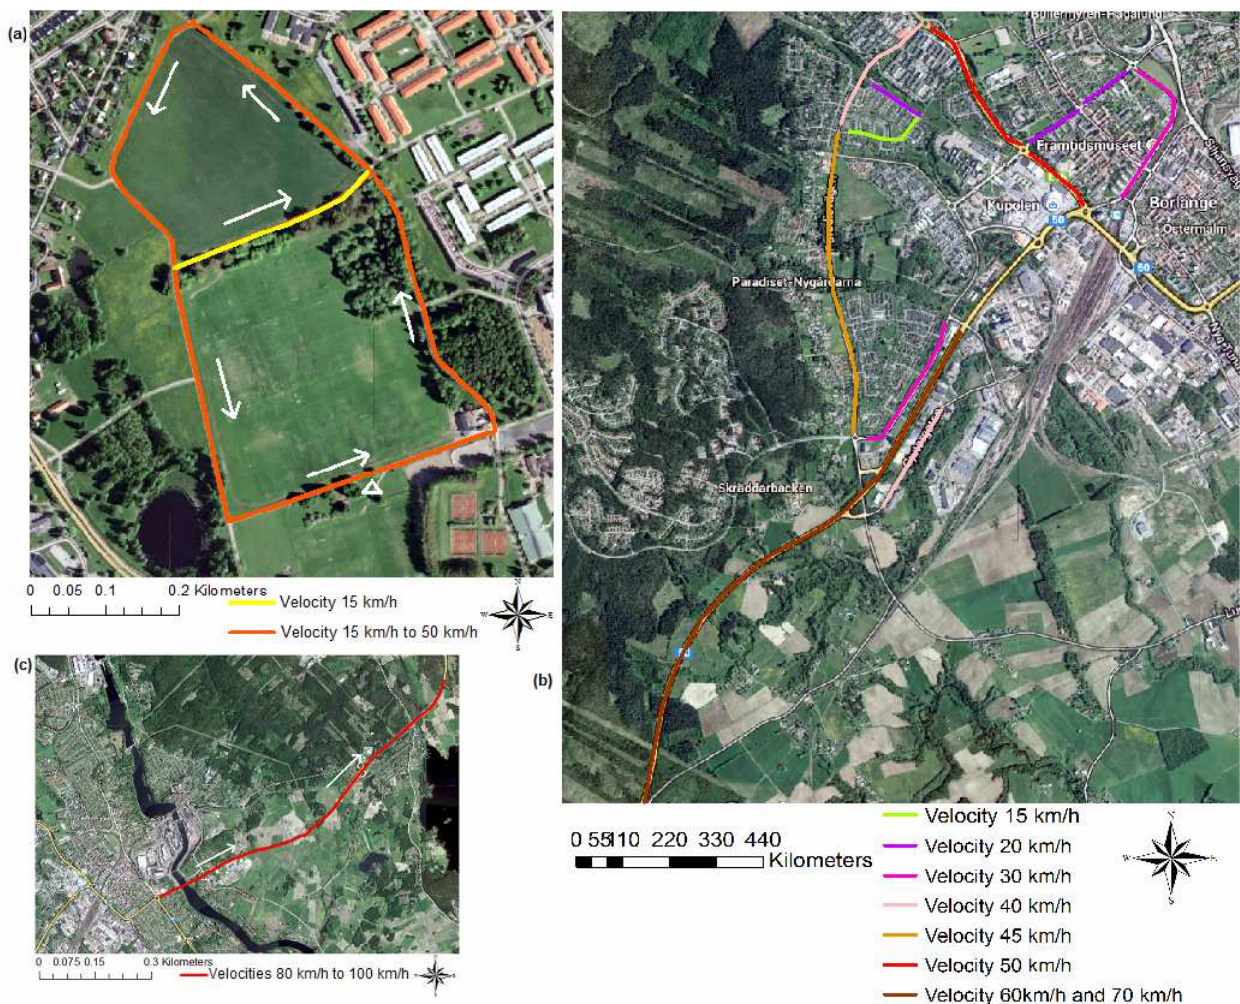 (a)
0 0.05 0.1 0.2 Kilometers
Velocity 15 km/h
Velocity 15 km/h to 50 km/h
N
W E
S
(c)
0 0.075 0.15 0.3 Kilometers
Velocities 80 km/h to 100 km/h
(b)
Framtidsmuseet
Kupolen
Borlänge
50
Östermalm
50
Paradiset-Nygårdarna
Skräddarbacken
0 55110 220 330 440
Kilometers
Velocity 15 km/h
Velocity 20 km/h
Velocity 30 km/h
Velocity 40 km/h
Velocity 45 km/h
Velocity 50 km/h
Velocity 60km/h and 70 km/h